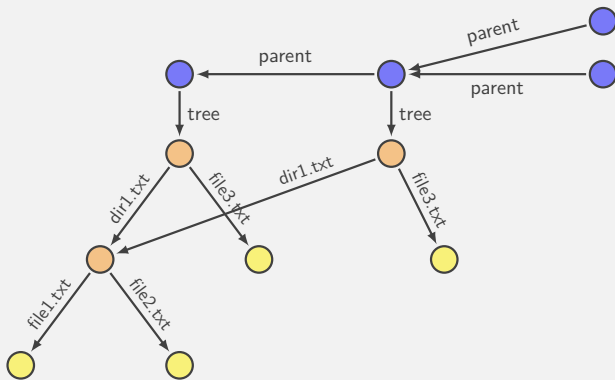 parent
parent
parent
tree
tree
dir1.txt
file3.txt
dir1.txt
file3.txt
file1.txt
file2.txt